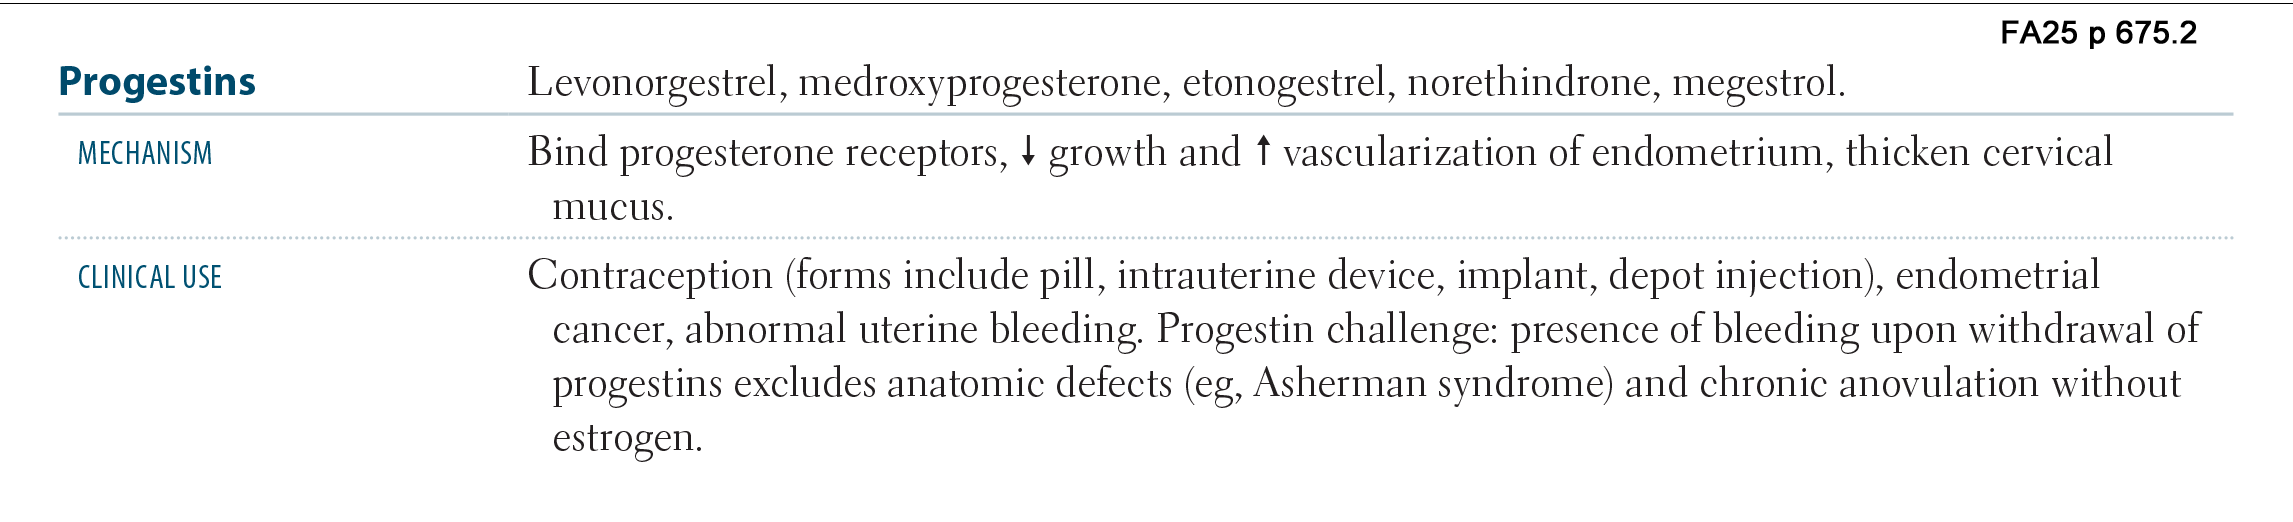 FA25 p 675.2
Progestins Levonorgestrel, medroxyprogesterone, etonogestrel, norethindrone, megestrol.
MECHANISM Bind progesterone receptors, ↓ growth and ↑ vascularization of endometrium, thicken cervical
mucus.
CLINICAL USE Contraception (forms include pill, intrauterine device, implant, depot injection), endometrial
cancer, abnormal uterine bleeding. Progestin challenge: presence of bleeding upon withdrawal of
progestins excludes anatomic defects (eg, Asherman syndrome) and chronic anovulation without
estrogen.